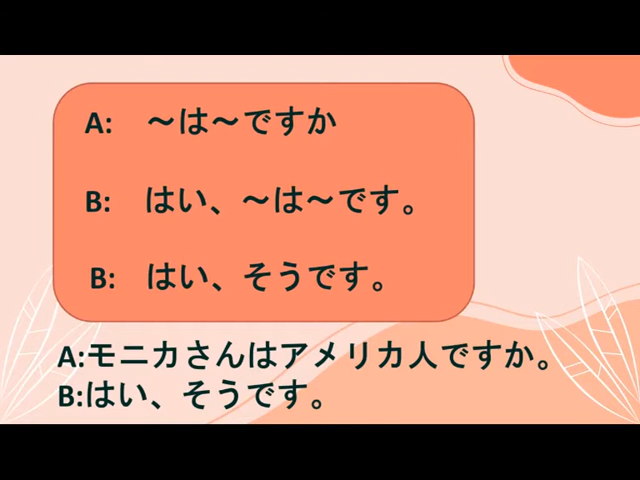 A: ～は～ですか
B: はい、～は～です。
B: はい、そうです。
A:モニカさんはアメリカ人ですか。
B:はい、そうです。